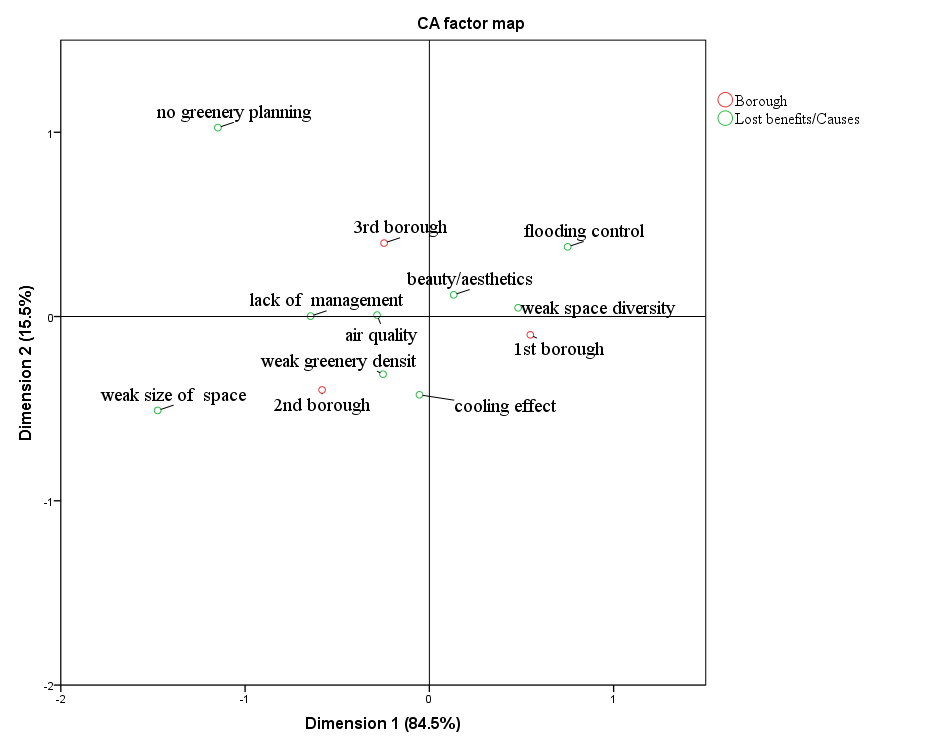 CA factor map
no greenery planning
Borough
Lost benefits/Causes
1
3rd borough
flooding control
beauty/aesthetics
lack of  management
weak space diversity
0
air quality
1st borough
weak greenery densit
weak size of  space
2nd borough
cooling effect
Dimension 2 (15.5%)
-1
-2
-2
-1
0
1
Dimension 1 (84.5%)